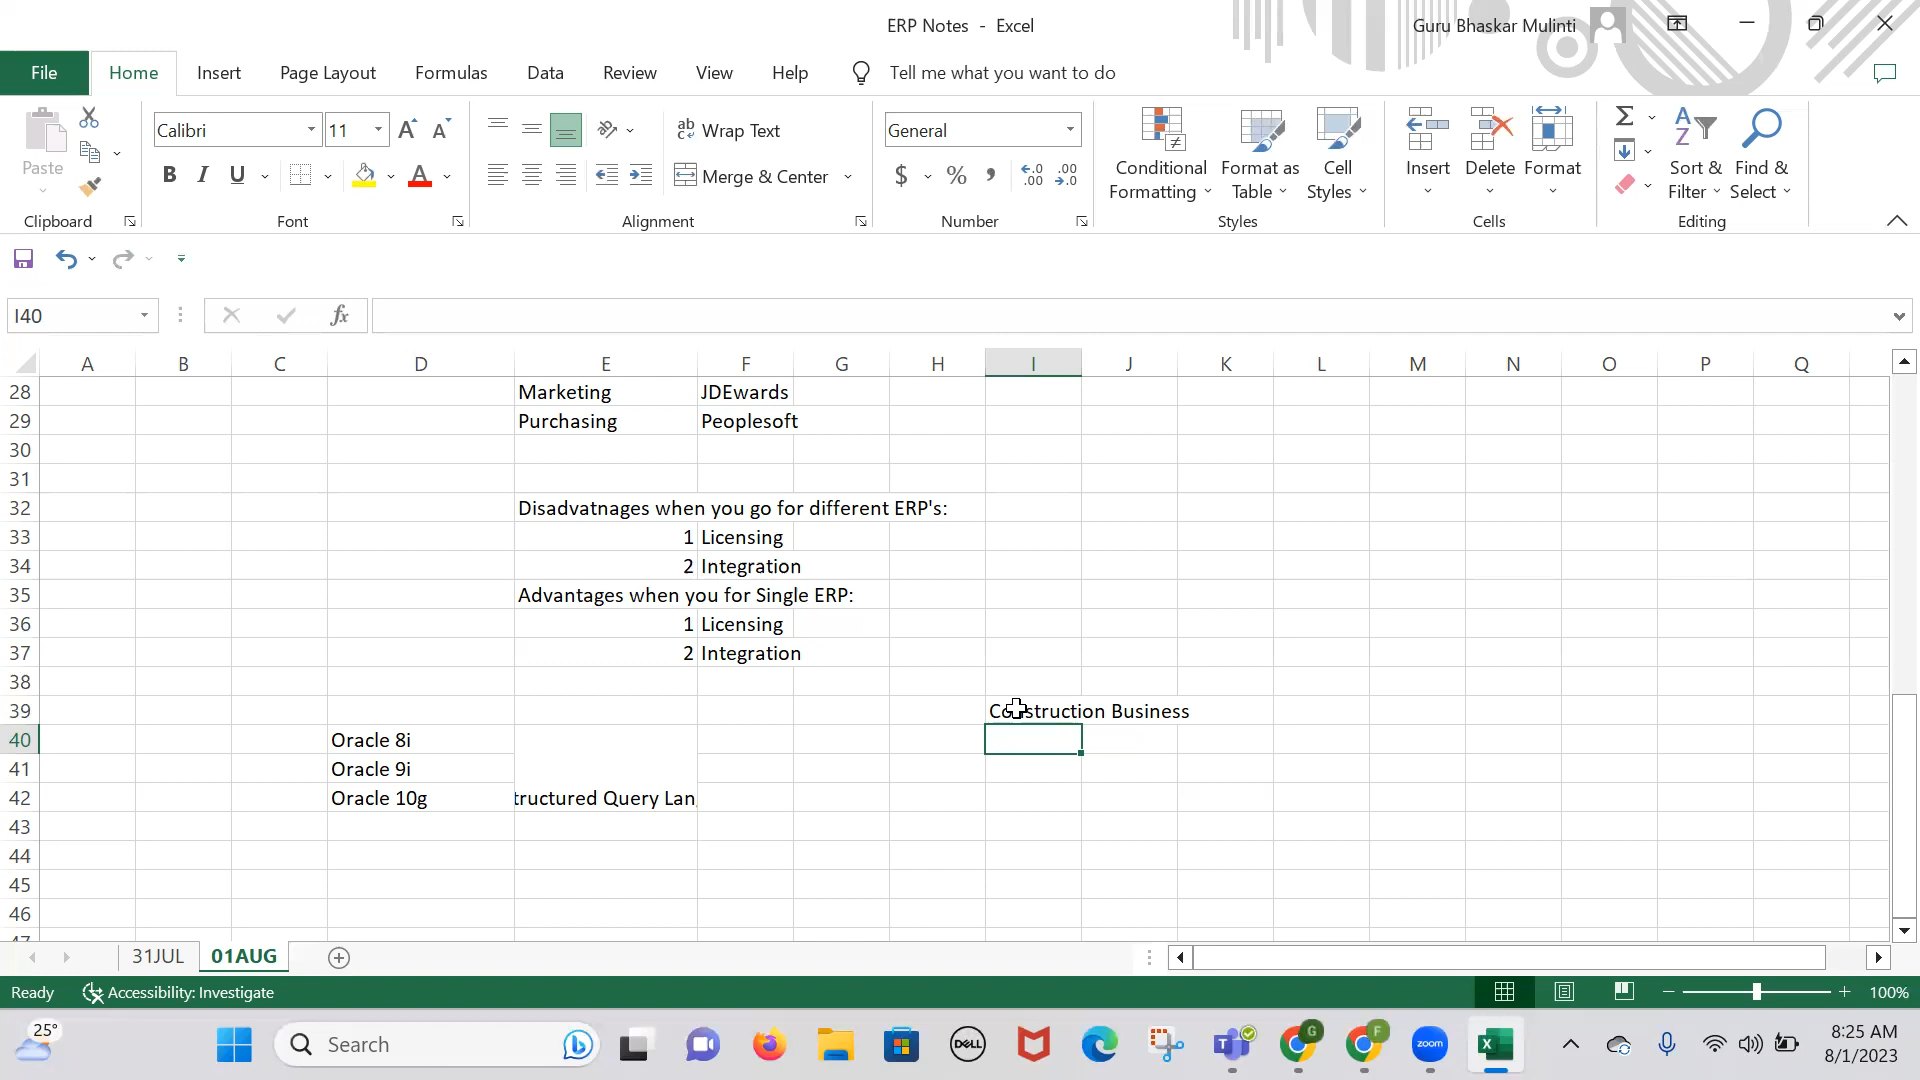 ERP Notes - Excel
Guru Bhaskar Mulinti
File Home Insert Page Layout Formulas Data Review View Help Tell me what you want to do
Paste
Clipboard
Calibri 11
B I U
Font
Wrap Text
Merge & Center
Alignment
General
$ % ,
Number
Conditional Formatting
Format as Table
Cell Styles
Styles
Insert
Delete
Format
Cells
Sort & Filter
Find & Select
Editing
I40
fx
A B C D E F G H I J K L M N O P Q
28 Marketing JDEwards
29 Purchasing Peoplesoft
30
31
32 Disadvatnages when you go for different ERP's:
33 1 Licensing
34 2 Integration
35 Advantages when you for Single ERP:
36 1 Licensing
37 2 Integration
38
39 Construction Business
40 Oracle 8i
41 Oracle 9i
42 Oracle 10g tructured Query Lan
43
44
45
46
47
31JUL 01AUG
Ready Accessibility: Investigate 100%
25°
Search
DELL
zoom
8:25 AM
8/1/2023